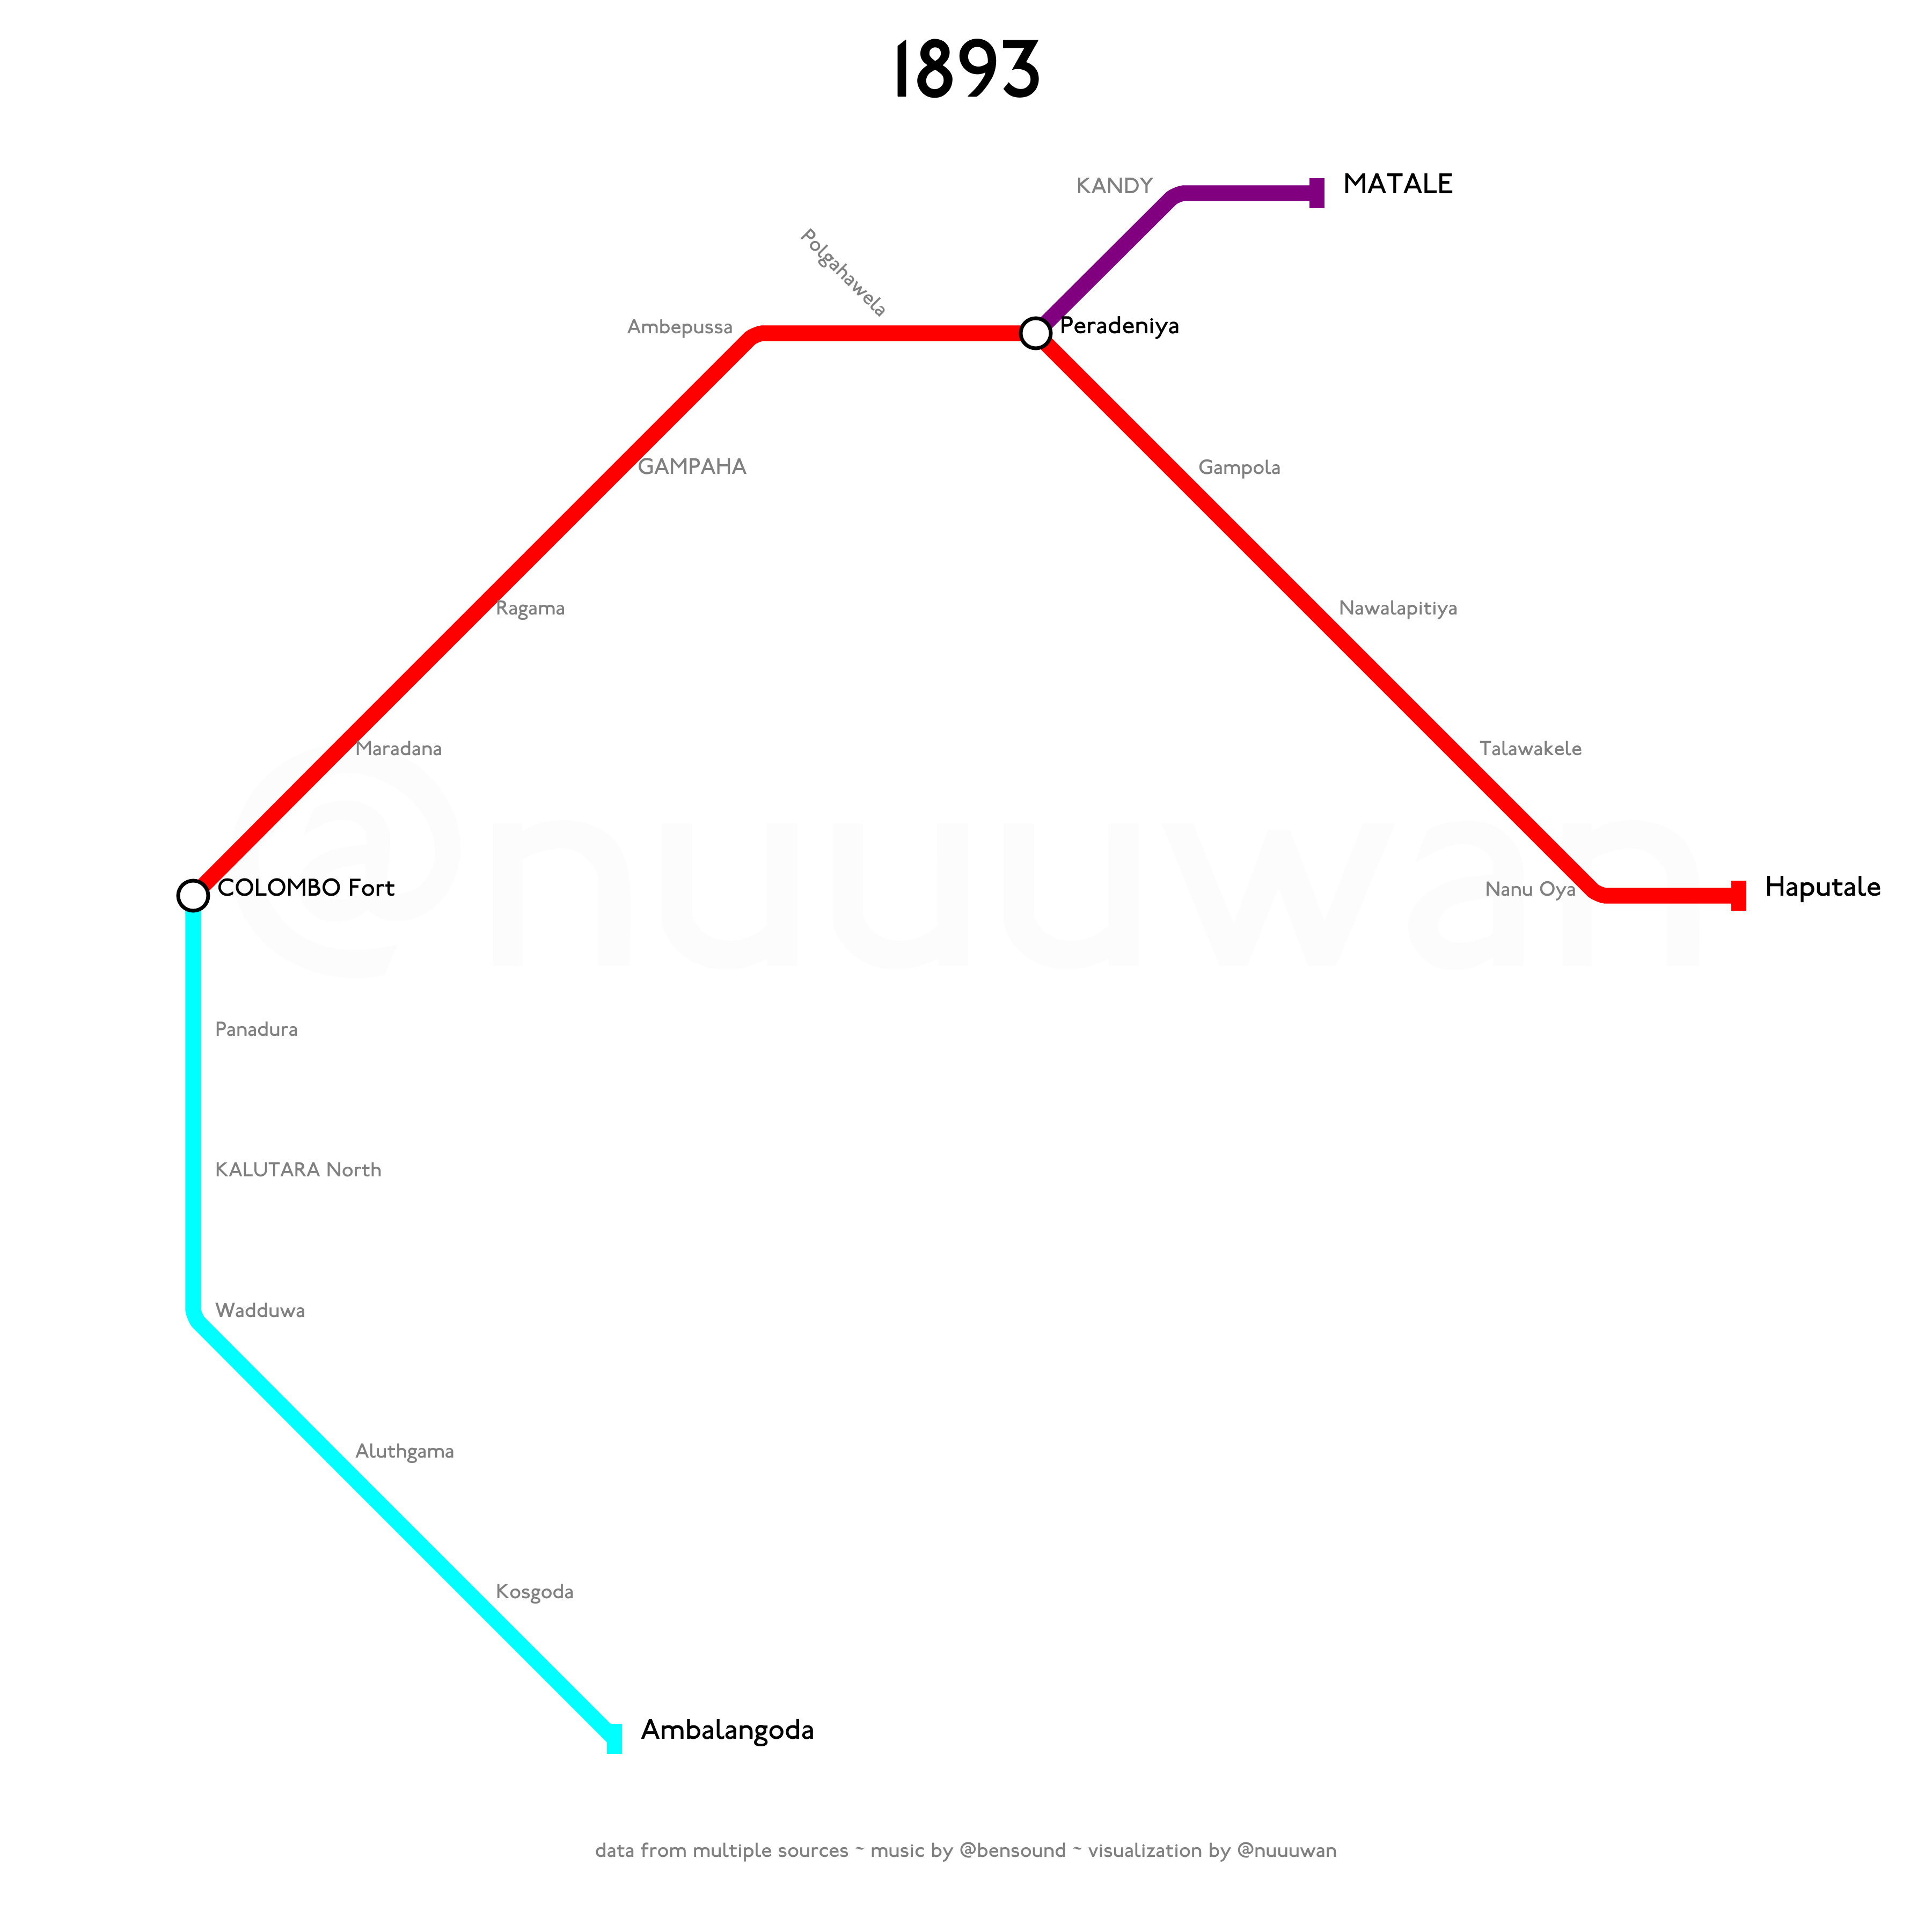 1893
KANDY
MATALE
Polgahawela
Ambepussa
Peradeniya
GAMPAHA
Gampola
Ragama
Nawalapitiya
Maradana
Talawakele
@nuuuwan
COLOMBO Fort
Nanu Oya
Haputale
Panadura
KALUTARA North
Wadduwa
Aluthgama
Kosgoda
Ambalangoda
data from multiple sources ~ music by @bensound ~ visualization by @nuuuwan